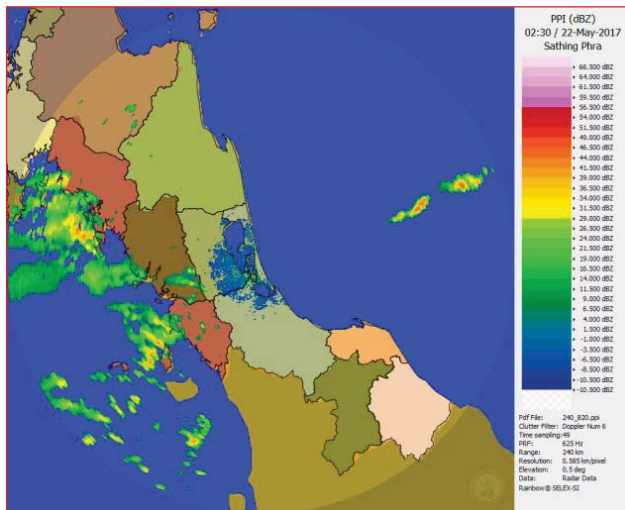 PPI (dBZ)
02:30 / 22-May-2017
Sathing Phra
66.500 dBZ
64.000 dBZ
61.500 dBZ
59.500 dBZ
56.500 dBZ
54.000 dBZ
51.500 dBZ
49.000 dBZ
46.500 dBZ
44.000 dBZ
41.500 dBZ
39.000 dBZ
36.500 dBZ
34.000 dBZ
31.500 dBZ
29.000 dBZ
26.500 dBZ
24.000 dBZ
21.500 dBZ
19.000 dBZ
16.500 dBZ
14.000 dBZ
11.500 dBZ
9.000 dBZ
6.500 dBZ
4.000 dBZ
1.500 dBZ
-1.000 dBZ
-3.500 dBZ
-6.500 dBZ
-8.500 dBZ
-10.500 dBZ
-10.500 dBZ
Pdf File: 240_820.ppi
Clutter Filter: Doppler Num 6
Time sampling: 49
PRF: 625 Hz
Range: 240 km
Resolution: 0.585 km/pixel
Elevation: 0.5 deg
Data: Radar Data
Rainbow® SELEX-SI